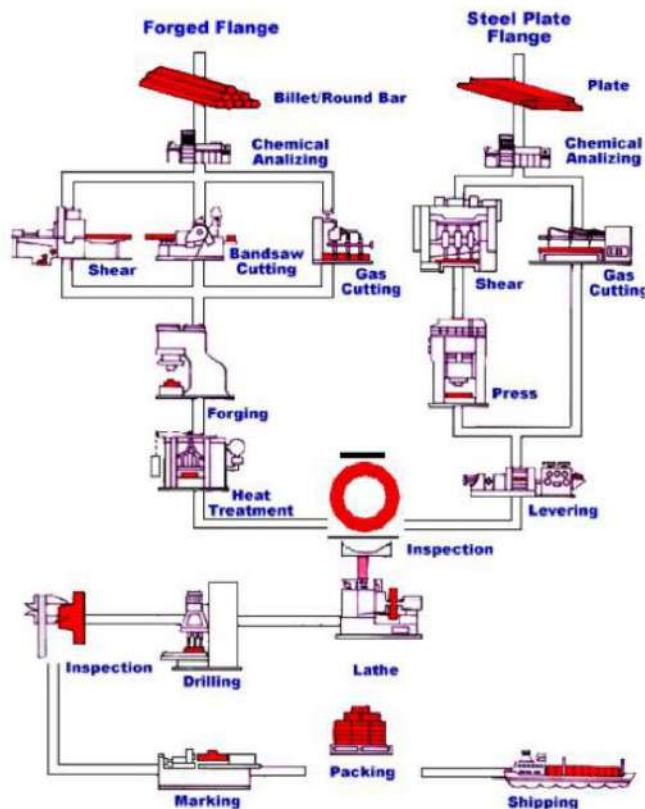 Forged Flange
Steel Plate
Flange
Billet/Round Bar
Plate
Chemical
Analizing
Chemical
Analizing
Shear
Bandsaw
Cutting
Gas
Cutting
Shear
Gas
Cutting
Forging
Press
Heat
Treatment
Levering
Inspection
Inspection
Drilling
Lathe
Marking
Packing
Shipping